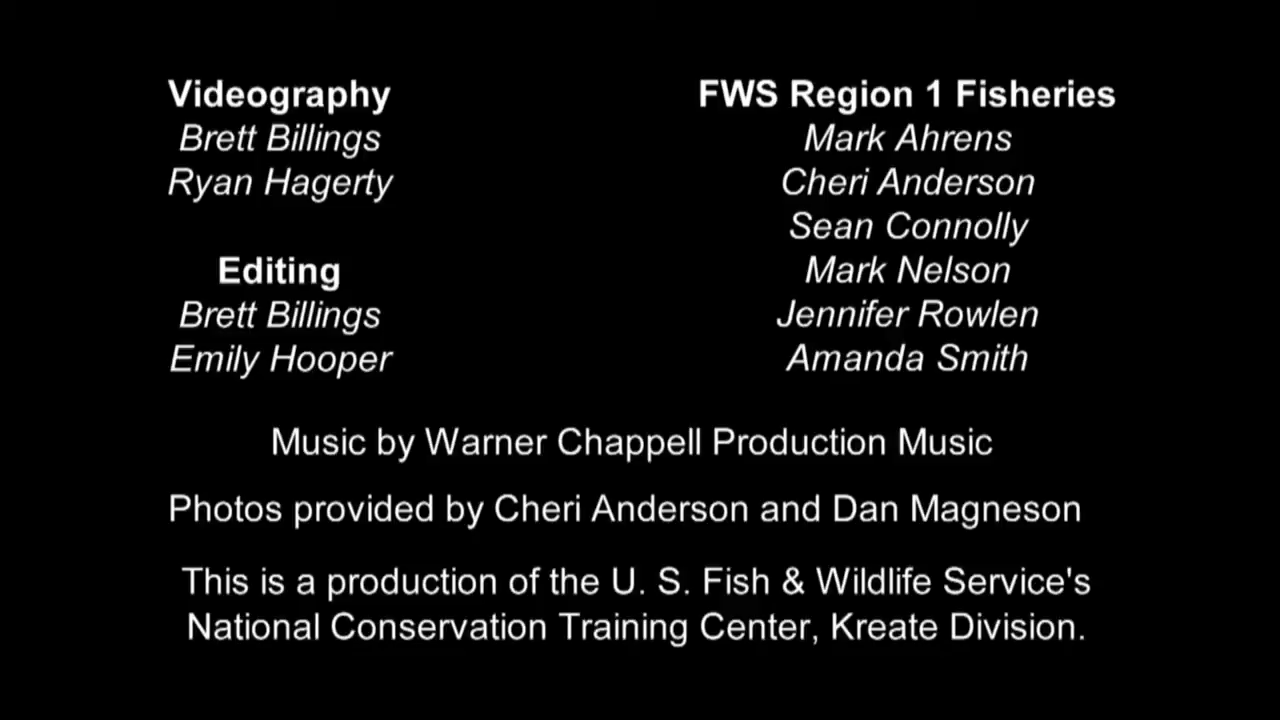 Videography
Brett Billings
Ryan Hagerty
Editing
Brett Billings
Emily Hooper
FWS Region 1 Fisheries
Mark Ahrens
Cheri Anderson
Sean Connolly
Mark Nelson
Jennifer Rowlen
Amanda Smith
Music by Warner Chappell Production Music
Photos provided by Cheri Anderson and Dan Magneson
This is a production of the U. S. Fish & Wildlife Service's
National Conservation Training Center, Kreate Division.